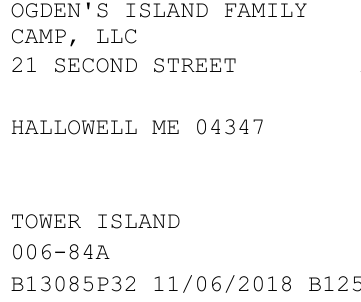 OGDEN'S ISLAND FAMILY
CAMP, LLC
21 SECOND STREET
HALLOWELL ME 04347
TOWER ISLAND
006-84A
B13085P32 11/06/2018 B125